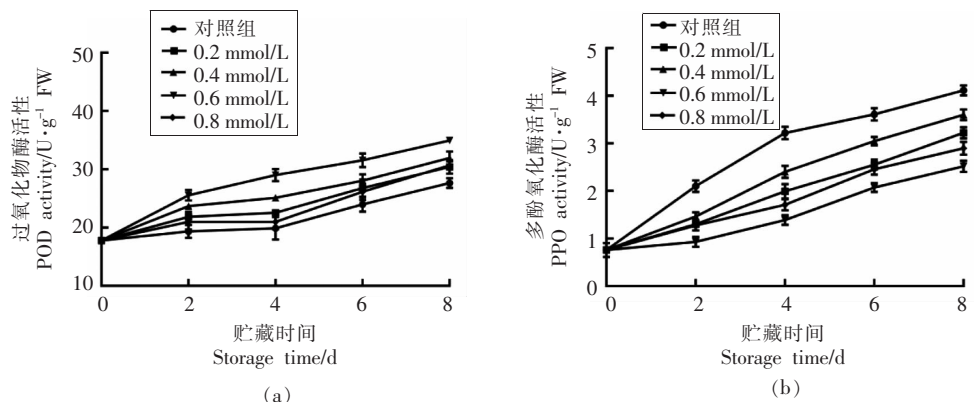 对照组
0.2 mmol/L
0.4 mmol/L
0.6 mmol/L
0.8 mmol/L
过氧化物酶活性
POD activity/U·g⁻¹ FW
50
40
30
20
10
0
2
4
6
8
贮藏时间
Storage time/d
(a)
对照组
0.2 mmol/L
0.4 mmol/L
0.6 mmol/L
0.8 mmol/L
多酚氧化酶活性
PPO activity/U·g⁻¹ FW
5
4
3
2
1
0
0
2
4
6
8
贮藏时间
Storage time/d
(b)